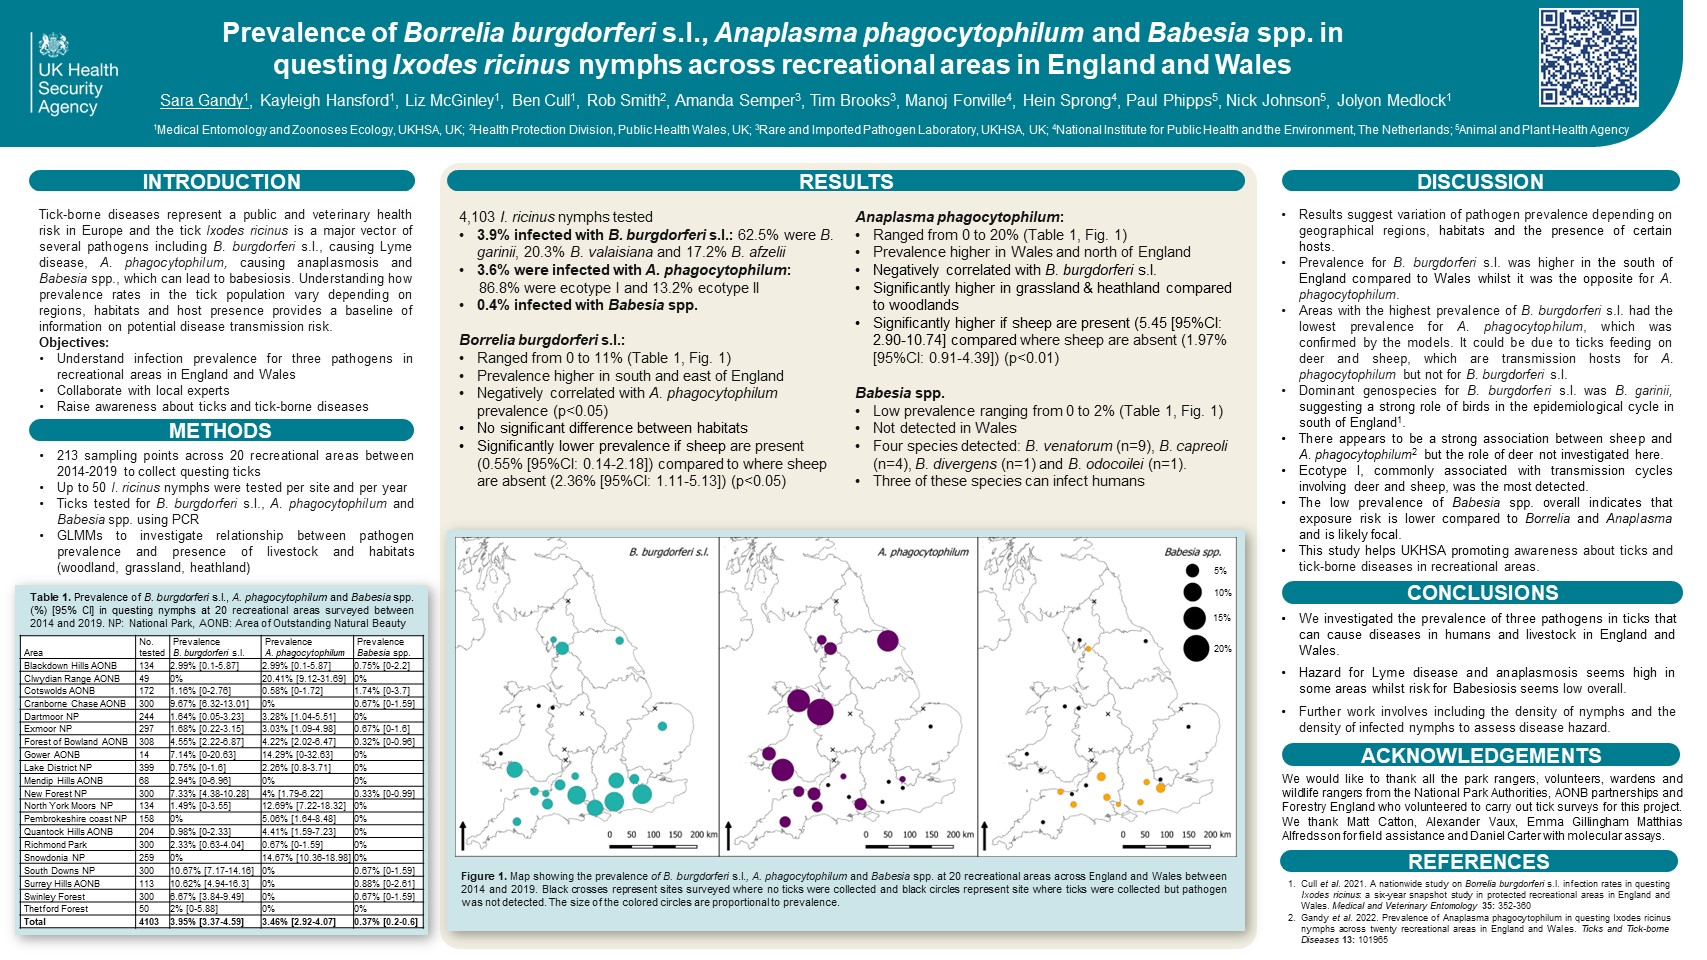 UK Health
Security
Agency
Prevalence of Borrelia burgdorferi s.l., Anaplasma phagocytophilum and Babesia spp. in
questing Ixodes ricinus nymphs across recreational areas in England and Wales
Sara Gandy1, Kayleigh Hansford1, Liz McGinley1, Ben Cull1, Rob Smith2, Amanda Semper3, Tim Brooks3, Manoj Fonville4, Hein Sprong4, Paul Phipps5, Nick Johnson5, Jolyon Medlock1
1Medical Entomology and Zoonoses Ecology, UKHSA, UK; 2Health Protection Division, Public Health Wales, UK; 3Rare and Imported Pathogen Laboratory, UKHSA, UK; 4National Institute for Public Health and the Environment, The Netherlands; 5Animal and Plant Health Agency
INTRODUCTION
Tick-borne diseases represent a public and veterinary health
risk in Europe and the tick Ixodes ricinus is a major vector of
several pathogens including B. burgdorferi s.l., causing Lyme
disease, A. phagocytophilum, causing anaplasmosis and
Babesia spp., which can lead to babesiosis. Understanding how
prevalence rates in the tick population vary depending on
regions, habitats and host presence provides a baseline of
information on potential disease transmission risk.
Objectives:
• Understand infection prevalence for three pathogens in
recreational areas in England and Wales
• Collaborate with local experts
• Raise awareness about ticks and tick-borne diseases
METHODS
• 213 sampling points across 20 recreational areas between
2014-2019 to collect questing ticks
• Up to 50 I. ricinus nymphs were tested per site and per year
• Ticks tested for B. burgdorferi s.l., A. phagocytophilum and
Babesia spp. using PCR
• GLMMs to investigate relationship between pathogen
prevalence and presence of livestock and habitats
(woodland, grassland, heathland)
Table 1. Prevalence of B. burgdorferi s.l., A. phagocytophilum and Babesia spp.
(%) [95% CI] in questing nymphs at 20 recreational areas surveyed between
2014 and 2019. NP: National Park, AONB: Area of Outstanding Natural Beauty
Area No. tested Prevalence B. burgdorferi s.l. Prevalence A. phagocytophilum Prevalence Babesia spp.
Blackdown Hills AONB 134 2.99% [0.1-5.87] 2.99% [0.1-5.87] 0.75% [0-2.2]
Clwydian Range AONB 49 0% 20.41% [9.12-31.69] 0%
Cotswolds AONB 172 1.16% [0-2.76] 0.58% [0-1.72] 1.74% [0-3.7]
Cranborne Chase AONB 300 9.67% [6.32-13.01] 0% 0.67% [0-1.59]
Dartmoor NP 244 1.64% [0.05-3.23] 3.28% [1.04-5.51] 0%
Exmoor NP 297 1.68% [0.22-3.15] 3.03% [1.09-4.98] 0.67% [0-1.6]
Forest of Bowland AONB 308 4.55% [2.22-6.87] 4.22% [2.02-6.47] 0.32% [0-0.96]
Gower AONB 14 7.14% [0-20.63] 14.29% [0-32.63] 0%
Lake District NP 399 0.75% [0-1.6] 2.26% [0.8-3.71] 0%
Mendip Hills AONB 68 2.94% [0-6.96] 0% 0%
New Forest NP 300 7.33% [4.38-10.28] 4% [1.79-6.22] 0.33% [0-0.99]
North York Moors NP 134 1.49% [0-3.55] 12.69% [7.22-18.32] 0%
Pembrokeshire coast NP 158 0% 5.06% [1.64-8.48] 0%
Quantock Hills AONB 204 0.98% [0-2.33] 4.41% [1.59-7.23] 0%
Richmond Park 300 2.33% [0.63-4.04] 0.67% [0-1.59] 0%
Snowdonia NP 259 0% 14.67% [10.36-18.98] 0%
South Downs NP 300 10.67% [7.17-14.16] 0% 0.67% [0-1.59]
Surrey Hills AONB 113 10.62% [4.94-16.3] 0% 0.88% [0-2.61]
Swinley Forest 300 6.67% [3.84-9.49] 0% 0.67% [0-1.59]
Thetford Forest 50 2% [0-5.88] 0% 0%
Total 4103 3.95% [3.37-4.59] 3.46% [2.92-4.07] 0.37% [0.2-0.6]
RESULTS
4,103 I. ricinus nymphs tested
• 3.9% infected with B. burgdorferi s.l.: 62.5% were B.
garinii, 20.3% B. valaisiana and 17.2% B. afzelii
• 3.6% were infected with A. phagocytophilum:
86.8% were ecotype I and 13.2% ecotype II
• 0.4% infected with Babesia spp.
Borrelia burgdorferi s.l.:
• Ranged from 0 to 11% (Table 1, Fig. 1)
• Prevalence higher in south and east of England
• Negatively correlated with A. phagocytophilum
prevalence (p<0.05)
• No significant difference between habitats
• Significantly lower prevalence if sheep are present
(0.55% [95%CI: 0.14-2.18]) compared to where sheep
are absent (2.36% [95%CI: 1.11-5.13]) (p<0.05)
Anaplasma phagocytophilum:
• Ranged from 0 to 20% (Table 1, Fig. 1)
• Prevalence higher in Wales and north of England
• Negatively correlated with B. burgdorferi s.l.
• Significantly higher in grassland & heathland compared
to woodlands
• Significantly higher if sheep are present (5.45 [95%CI:
2.90-10.74] compared where sheep are absent (1.97%
[95%CI: 0.91-4.39]) (p<0.01)
Babesia spp.
• Low prevalence ranging from 0 to 2% (Table 1, Fig. 1)
• Not detected in Wales
• Four species detected: B. venatorum (n=9), B. capreoli
(n=4), B. divergens (n=1) and B. odocoilei (n=1).
• Three of these species can infect humans
B. burgdorferi s.l.
0 50 100 150 200 km
A. phagocytophilum
0 50 100 150 200 km
Babesia spp.
5%
10%
15%
20%
0 50 100 150 200 km
Figure 1. Map showing the prevalence of B. burgdorferi s.l., A. phagocytophilum and Babesia spp. at 20 recreational areas across England and Wales between
2014 and 2019. Black crosses represent sites surveyed where no ticks were collected and black circles represent site where ticks were collected but pathogen
was not detected. The size of the colored circles are proportional to prevalence.
DISCUSSION
• Results suggest variation of pathogen prevalence depending on
geographical regions, habitats and the presence of certain
hosts.
• Prevalence for B. burgdorferi s.l. was higher in the south of
England compared to Wales whilst it was the opposite for A.
phagocytophilum.
• Areas with the highest prevalence of B. burgdorferi s.l. had the
lowest prevalence for A. phagocytophilum, which was
confirmed by the models. It could be due to ticks feeding on
deer and sheep, which are transmission hosts for A.
phagocytophilum but not for B. burgdorferi s.l.
• Dominant genospecies for B. burgdorferi s.l. was B. garinii,
suggesting a strong role of birds in the epidemiological cycle in
south of England1.
• There appears to be a strong association between sheep and
A. phagocytophilum2 but the role of deer not investigated here.
• Ecotype I, commonly associated with transmission cycles
involving deer and sheep, was the most detected.
• The low prevalence of Babesia spp. overall indicates that
exposure risk is lower compared to Borrelia and Anaplasma
and is likely focal.
• This study helps UKHSA promoting awareness about ticks and
tick-borne diseases in recreational areas.
CONCLUSIONS
• We investigated the prevalence of three pathogens in ticks that
can cause diseases in humans and livestock in England and
Wales.
• Hazard for Lyme disease and anaplasmosis seems high in
some areas whilst risk for Babesiosis seems low overall.
• Further work involves including the density of nymphs and the
density of infected nymphs to assess disease hazard.
ACKNOWLEDGEMENTS
We would like to thank all the park rangers, volunteers, wardens and
wildlife rangers from the National Park Authorities, AONB partnerships and
Forestry England who volunteered to carry out tick surveys for this project.
We thank Matt Catton, Alexander Vaux, Emma Gillingham Matthias
Alfredsson for field assistance and Daniel Carter with molecular assays.
REFERENCES
1. Cull et al. 2021. A nationwide study on Borrelia burgdorferi s.l. infection rates in questing
Ixodes ricinus: a six-year snapshot study in protected recreational areas in England and
Wales. Medical and Veterinary Entomology 35: 352-360
2. Gandy et al. 2022. Prevalence of Anaplasma phagocytophilum in questing Ixodes ricinus
nymphs across twenty recreational areas in England and Wales. Ticks and Tick-borne
Diseases 13: 101965